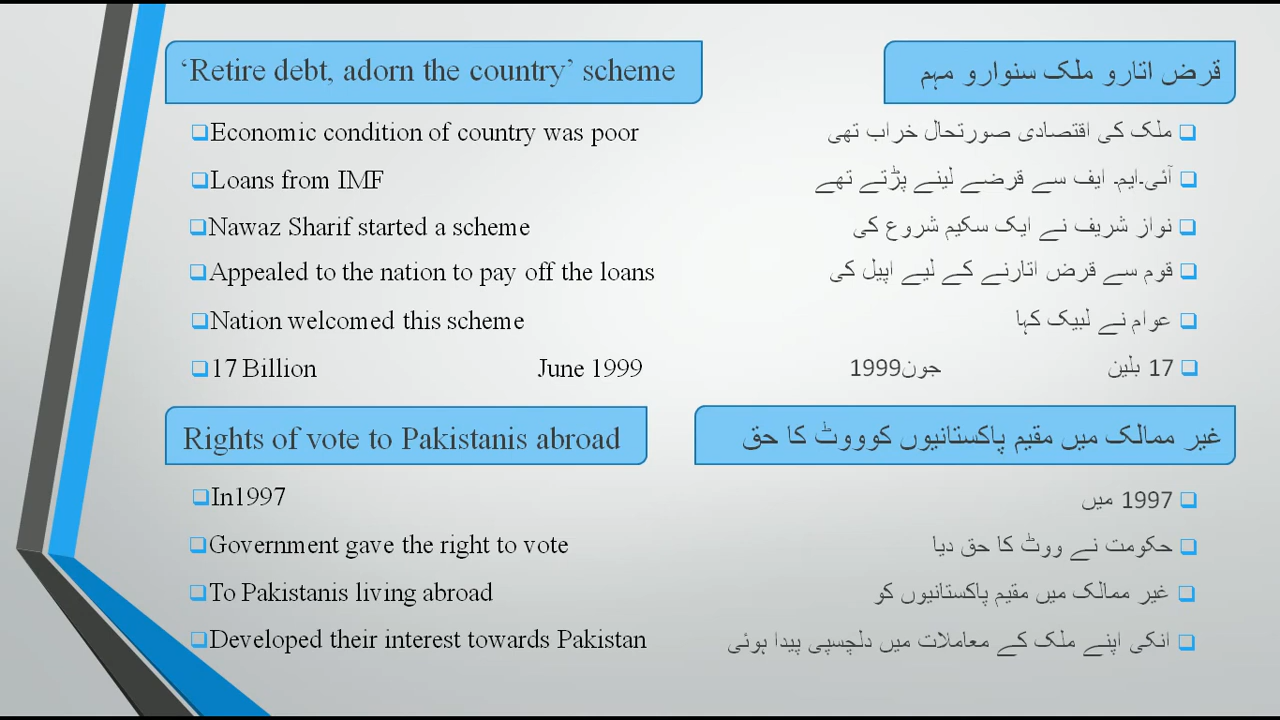 ‘Retire debt, adorn the country’ scheme
قرض اتارو ملک سنوارو مہم
❑Economic condition of country was poor
❑ ملک کی اقتصادی صورتحال خراب تھی
❑Loans from IMF
❑ آئی۔ایم۔ ایف سے قرضے لینے پڑتے تھے
❑Nawaz Sharif started a scheme
❑ نواز شریف نے ایک سکیم شروع کی
❑Appealed to the nation to pay off the loans
❑ قوم سے قرض اتارنے کے لیے اپیل کی
❑Nation welcomed this scheme
❑ عوام نے لبیک کہا
❑17 Billion June 1999
❑ 17 بلین جون1999
Rights of vote to Pakistanis abroad
غیر ممالک میں مقیم پاکستانیوں کوووٹ کا حق
❑In1997
❑ 1997 میں
❑Government gave the right to vote
❑ حکومت نے ووٹ کا حق دیا
❑To Pakistanis living abroad
❑ غیر ممالک میں مقیم پاکستانیوں کو
❑Developed their interest towards Pakistan
❑ انکی اپنے ملک کے معاملات میں دلچسپی پیدا ہوئی